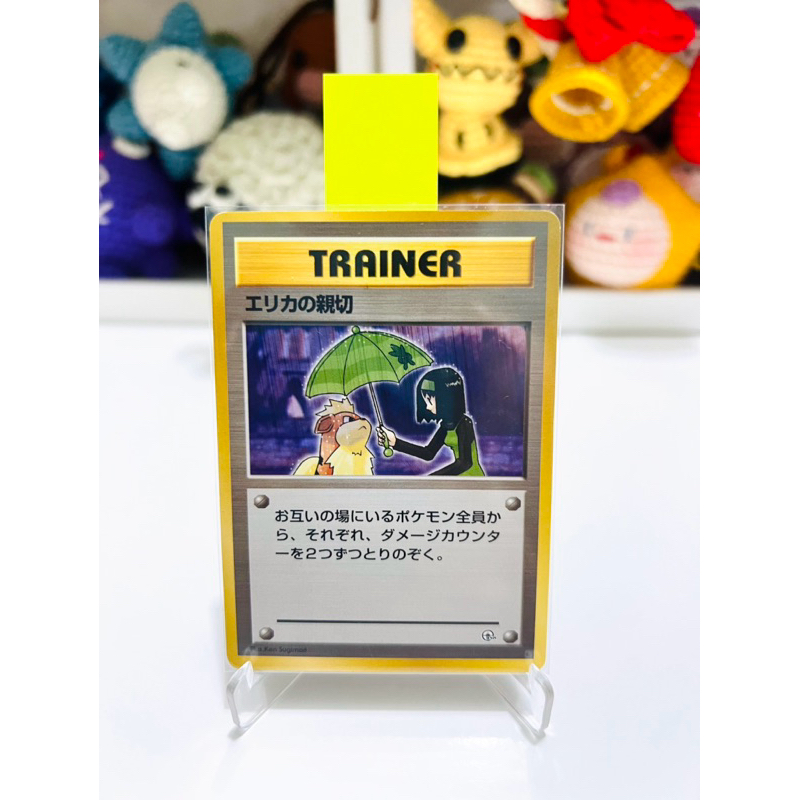 TRAINER
エリカの親切
お互いの場にいるポケモン全員か
ら、それぞれ、ダメージカウンタ
ーを2つずつとりのぞく。
Ken Sugimori